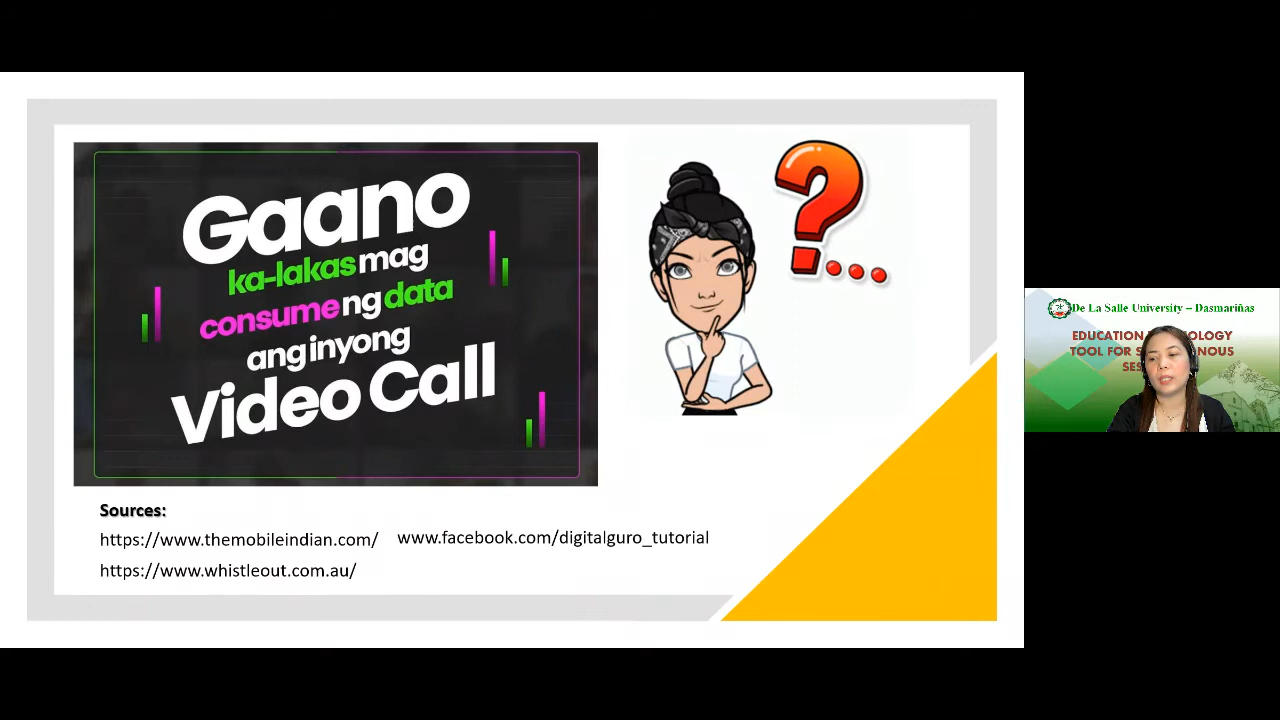 Gaano
ka-lakas mag
consume ng data
ang inyong
Video Call
Sources:
https://www.themobileindian.com/
www.facebook.com/digitalguro_tutorial
https://www.whistleout.com.au/
De La Salle University – Dasmariñas
EDUCATION OLOGY
TOOL FOR S NOUS
SES